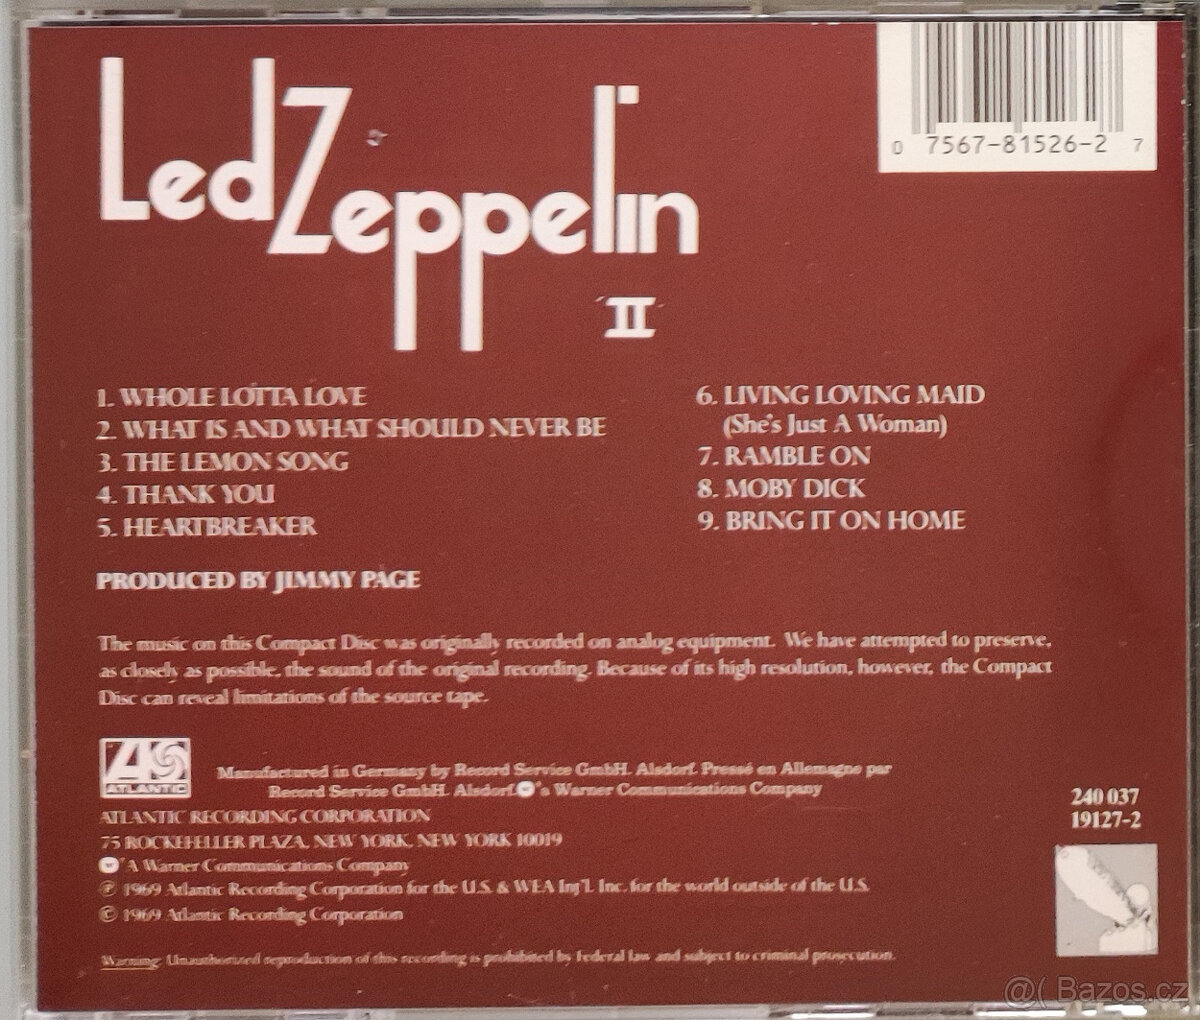 Led Zeppelin
II
0 7567-81526-2 7
1. WHOLE LOTTA LOVE
2. WHAT IS AND WHAT SHOULD NEVER BE
3. THE LEMON SONG
4. THANK YOU
5. HEARTBREAKER
6. LIVING LOVING MAID
(She's Just A Woman)
7. RAMBLE ON
8. MOBY DICK
9. BRING IT ON HOME
PRODUCED BY JIMMY PAGE
The music on this Compact Disc was originally recorded on analog equipment. We have attempted to preserve,
as closely as possible, the sound of the original recording. Because of its high resolution, however, the Compact
Disc can reveal limitations of the source tape.
ATLANTIC
Manufactured in Germany by Record Service GmbH. Alsdorf. Pressé en Allemagne par
Record Service GmbH. Alsdorf. A Warner Communications Company
ATLANTIC RECORDING CORPORATION
75 ROCKEFELLER PLAZA, NEW YORK, NEW YORK 10019
A Warner Communications Company
℗ 1969 Atlantic Recording Corporation for the U.S. & WEA Int'l. Inc. for the world outside of the U.S.
© 1969 Atlantic Recording Corporation
Warning: Unauthorized reproduction of this recording is prohibited by Federal law and subject to criminal prosecution.
240 037
19127-2
@( Bazos.cz